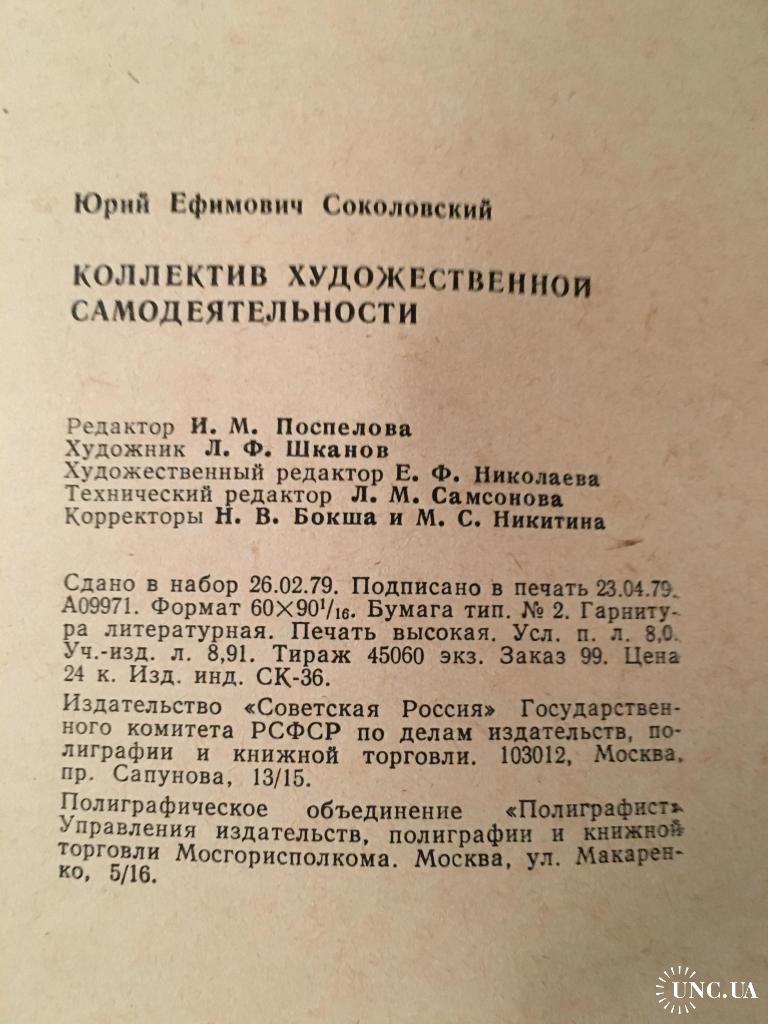 Юрий Ефимович Соколовский
КОЛЛЕКТИВ ХУДОЖЕСТВЕННОЙ
САМОДЕЯТЕЛЬНОСТИ
Редактор И. М. Поспелова
Художник Л. Ф. Шканов
Художественный редактор Е. Ф. Николаева
Технический редактор Л. М. Самсонова
Корректоры Н. В. Бокша и М. С. Никитина
Сдано в набор 26.02.79. Подписано в печать 23.04.79.
А09971. Формат 60×90¹/₁₆. Бумага тип. № 2. Гарниту-
ра литературная. Печать высокая. Усл. п. л. 8,0.
Уч.-изд. л. 8,91. Тираж 45060 экз. Заказ 99. Цена
24 к. Изд. инд. СК-36.
Издательство «Советская Россия» Государствен-
ного комитета РСФСР по делам издательств, по-
лиграфии и книжной торговли. 103012, Москва,
пр. Сапунова, 13/15.
Полиграфическое объединение «Полиграфист»
Управления издательств, полиграфии и книжной
торговли Мосгорисполкома. Москва, ул. Макарен-
ко, 5/16.
UNC.UA